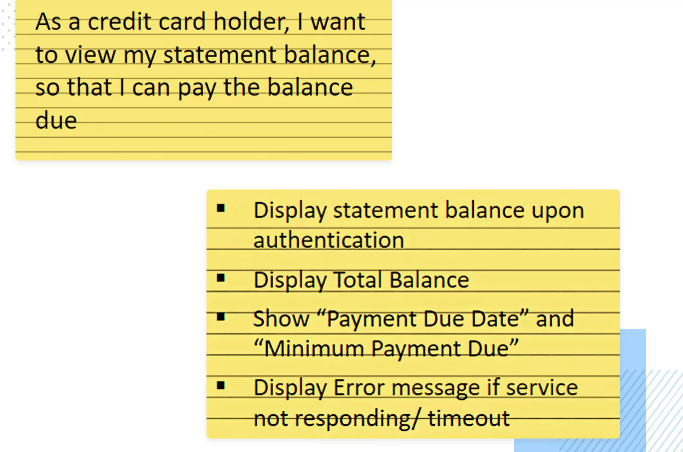 As a credit card holder, I want
to view my statement balance,
so that I can pay the balance
due
▪ Display statement balance upon
authentication
▪ Display Total Balance
▪ Show “Payment Due Date” and
“Minimum Payment Due”
▪ Display Error message if service
not responding/ timeout